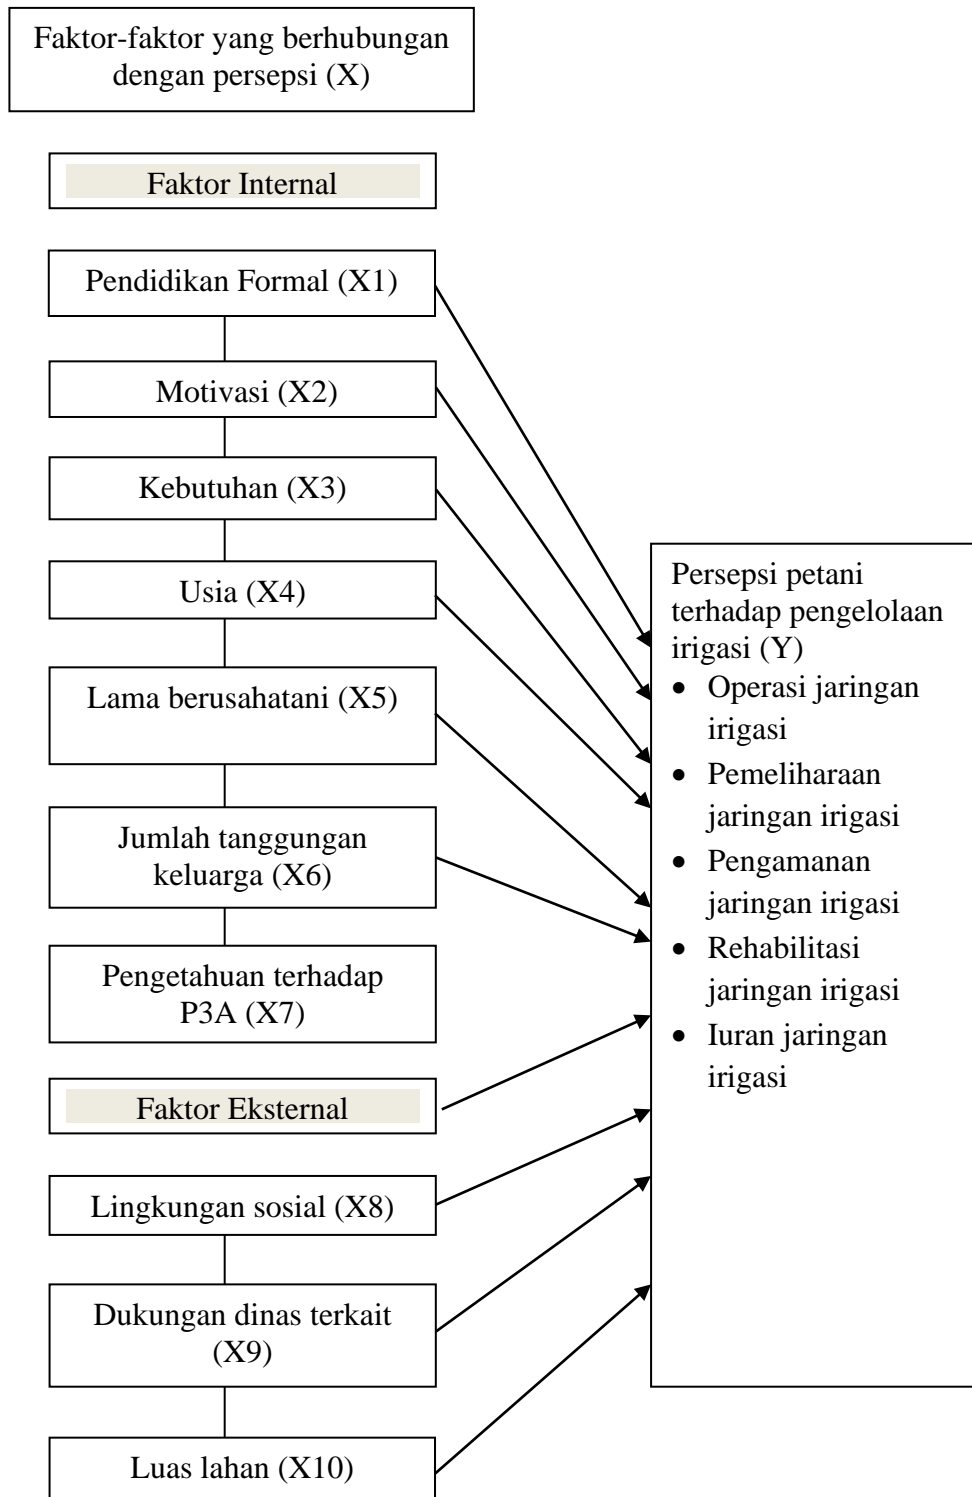 Faktor-faktor yang berhubungan
dengan persepsi (X)
Faktor Internal
Pendidikan Formal (X1)
Motivasi (X2)
Kebutuhan (X3)
Usia (X4)
Lama berusahatani (X5)
Jumlah tanggungan
keluarga (X6)
Pengetahuan terhadap
P3A (X7)
Faktor Eksternal
Lingkungan sosial (X8)
Dukungan dinas terkait
(X9)
Luas lahan (X10)
Persepsi petani
terhadap pengelolaan
irigasi (Y)
• Operasi jaringan
irigasi
• Pemeliharaan
jaringan irigasi
• Pengamanan
jaringan irigasi
• Rehabilitasi
jaringan irigasi
• Iuran jaringan
irigasi